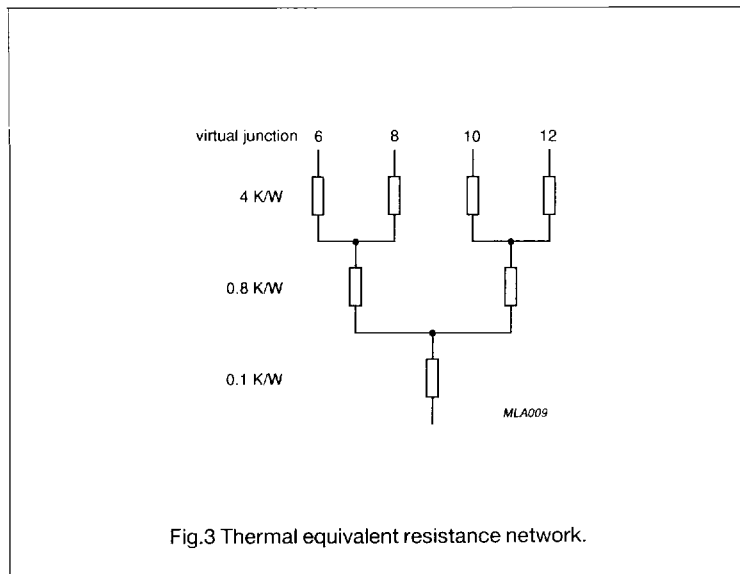 virtual junction 6 8 10 12
4 K/W
0.8 K/W
0.1 K/W
MLA009
Fig.3 Thermal equivalent resistance network.